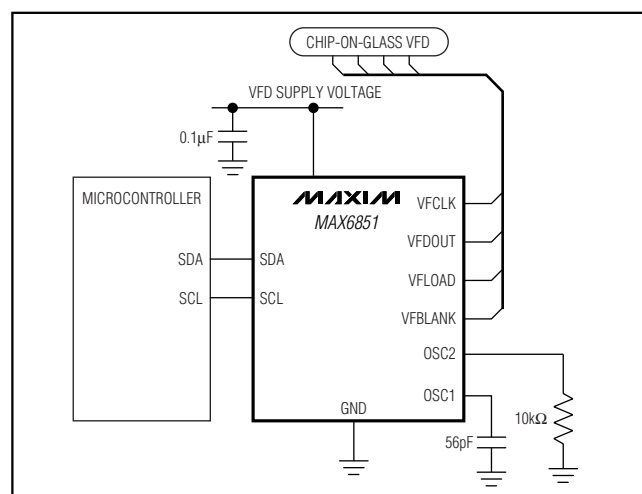 CHIP-ON-GLASS VFD
VFD SUPPLY VOLTAGE
0.1μF
MICROCONTROLLER
SDA
SCL
MAXIM
MAX6851
SDA
SCL
VFCLK
VFDOUT
VFLOAD
VFBLANK
OSC2
OSC1
GND
56pF
10kΩ